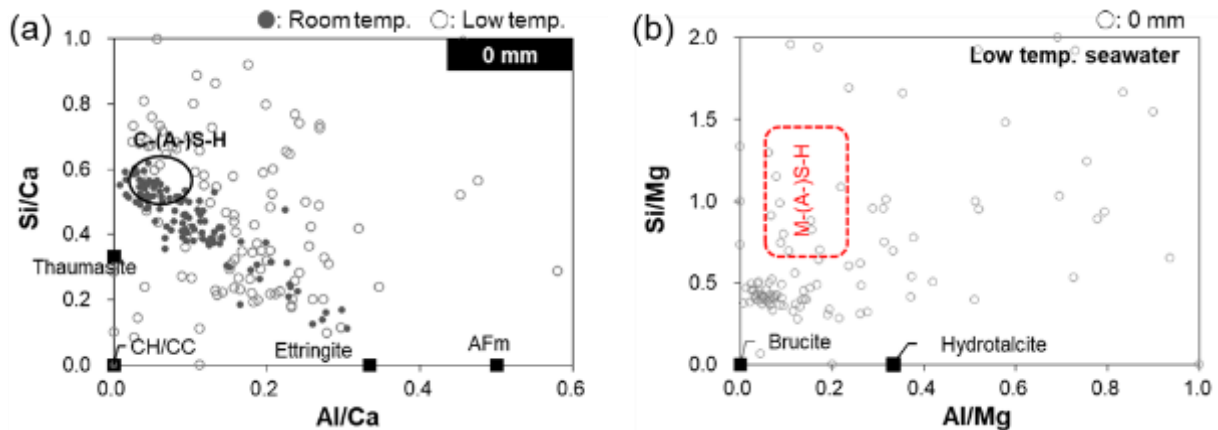 (a)
●: Room temp. ○: Low temp.
0 mm
1.0
0.8
0.6
0.4
0.2
0.0
Si/Ca
C-(A-)S-H
Thaumasite
CH/CC
Ettringite
AFm
0.0 0.2 0.4 0.6
Al/Ca
(b)
○: 0 mm
Low temp. seawater
2.0
1.5
1.0
0.5
0.0
Si/Mg
M-(A-)S-H
Brucite
Hydrotalcite
0.0 0.2 0.4 0.6 0.8 1.0
Al/Mg